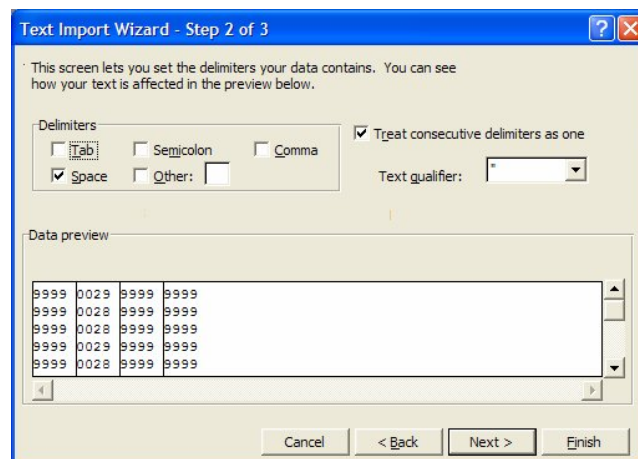 Text Import Wizard - Step 2 of 3
This screen lets you set the delimiters your data contains. You can see
how your text is affected in the preview below.
Delimiters
Tab
Semicolon
Comma
Treat consecutive delimiters as one
Space
Other:
Text qualifier: "
Data preview
9999 0029 9999 9999
9999 0028 9999 9999
9999 0028 9999 9999
9999 0029 9999 9999
9999 0028 9999 9999
Cancel
< Back
Next >
Finish